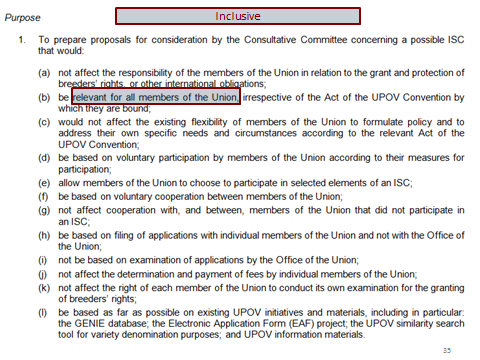 Purpose
Inclusive
1. To prepare proposals for consideration by the Consultative Committee concerning a possible ISC
that would:
(a) not affect the responsibility of the members of the Union in relation to the grant and protection of
breeders' rights, or other international obligations;
(b) be relevant for all members of the Union, irrespective of the Act of the UPOV Convention by
which they are bound;
(c) would not affect the existing flexibility of members of the Union to formulate policy and to
address their own specific needs and circumstances according to the relevant Act of the
UPOV Convention;
(d) be based on voluntary participation by members of the Union according to their measures for
participation;
(e) allow members of the Union to choose to participate in selected elements of an ISC;
(f) be based on voluntary cooperation between members of the Union;
(g) not affect cooperation with, and between, members of the Union that did not participate in
an ISC;
(h) be based on filing of applications with individual members of the Union and not with the Office of
the Union;
(i) not be based on examination of applications by the Office of the Union;
(j) not affect the determination and payment of fees by individual members of the Union;
(k) not affect the right of each member of the Union to conduct its own examination for the granting
of breeders' rights;
(l) be based as far as possible on existing UPOV initiatives and materials, including in particular:
the GENIE database; the Electronic Application Form (EAF) project; the UPOV similarity search
tool for variety denomination purposes; and UPOV information materials.
35